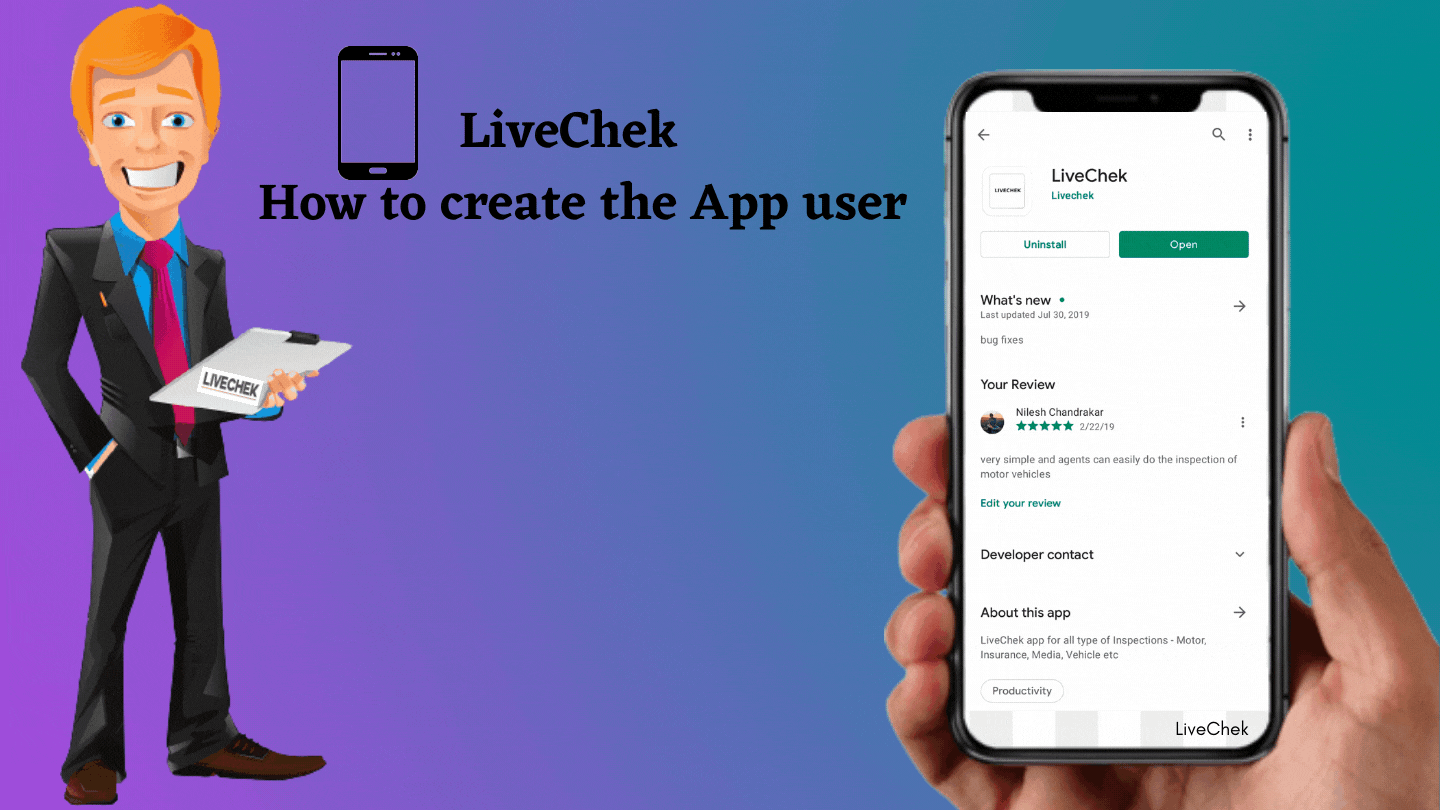 LiveChek
How to create the App user
LIVECHEK
LiveChek
LIVECHEK
Livechek
Uninstall
Open
What's new
Last updated Jul 30, 2019
bug fixes
Your Review
Nilesh Chandrakar
2/22/19
very simple and agents can easily do the inspection of
motor vehicles
Edit your review
Developer contact
About this app
LiveChek app for all type of Inspections - Motor,
Insurance, Media, Vehicle etc
Productivity
LiveChek